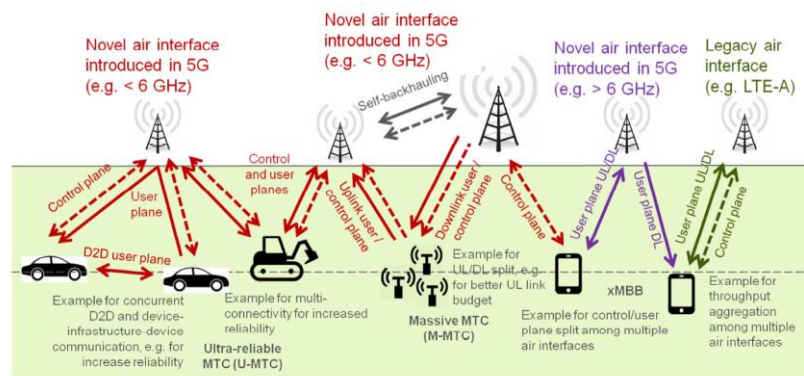 Novel air interface
introduced in 5G
(e.g. < 6 GHz)
Novel air interface
introduced in 5G
(e.g. < 6 GHz)
Novel air interface
introduced in 5G
(e.g. > 6 GHz)
Legacy air
interface
(e.g. LTE-A)
Self-backhauling
Control plane
User
plane
D2D user plane
Control
and user
planes
Uplink user /
control plane
Downlink user /
control plane
Control plane
User plane UL/DL
User plane DL
User plane UL/DL
Control plane
Example for concurrent
D2D and device-
infrastructure-device
communication, e.g. for
increase reliability
Example for multi-
connectivity for increased
reliability
Ultra-reliable
MTC (U-MTC)
Example for
UL/DL split, e.g.
for better UL link
budget
Massive MTC
(M-MTC)
xMBB
Example for control/user
plane split among multiple
air interfaces
Example for
throughput
aggregation
among multiple
air interfaces